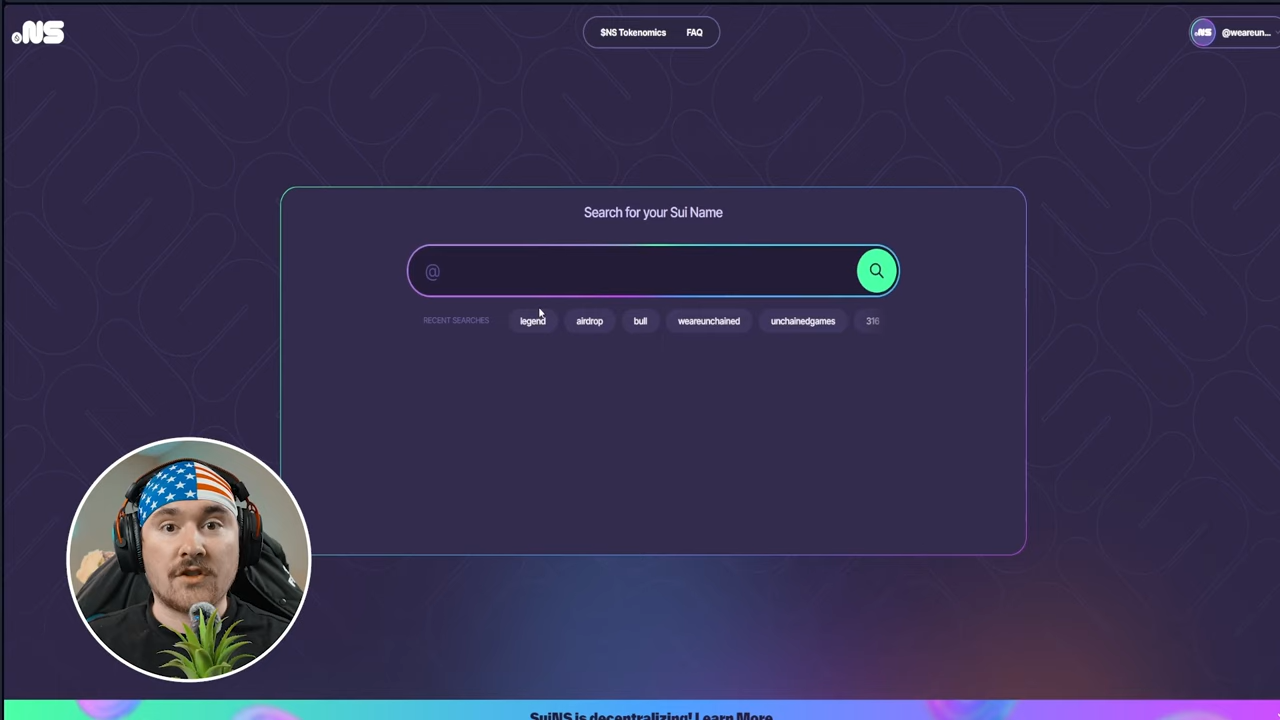 NS
$NS Tokenomics
FAQ
NS
@weareun...
Search for your Sui Name
@
RECENT SEARCHES
legend
airdrop
bull
weareunchained
unchainedgames
316
SuiNS is decentralizing! Learn More